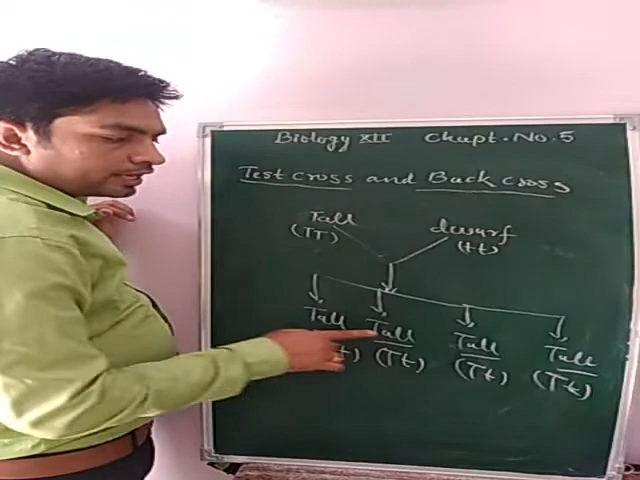 Biology XII Chapt. No. 5
Test cross and Back cross
Tall dwarf
(TT) (tt)
Tall Tall Tall Tall
t) (Tt) (Tt) (Tt)